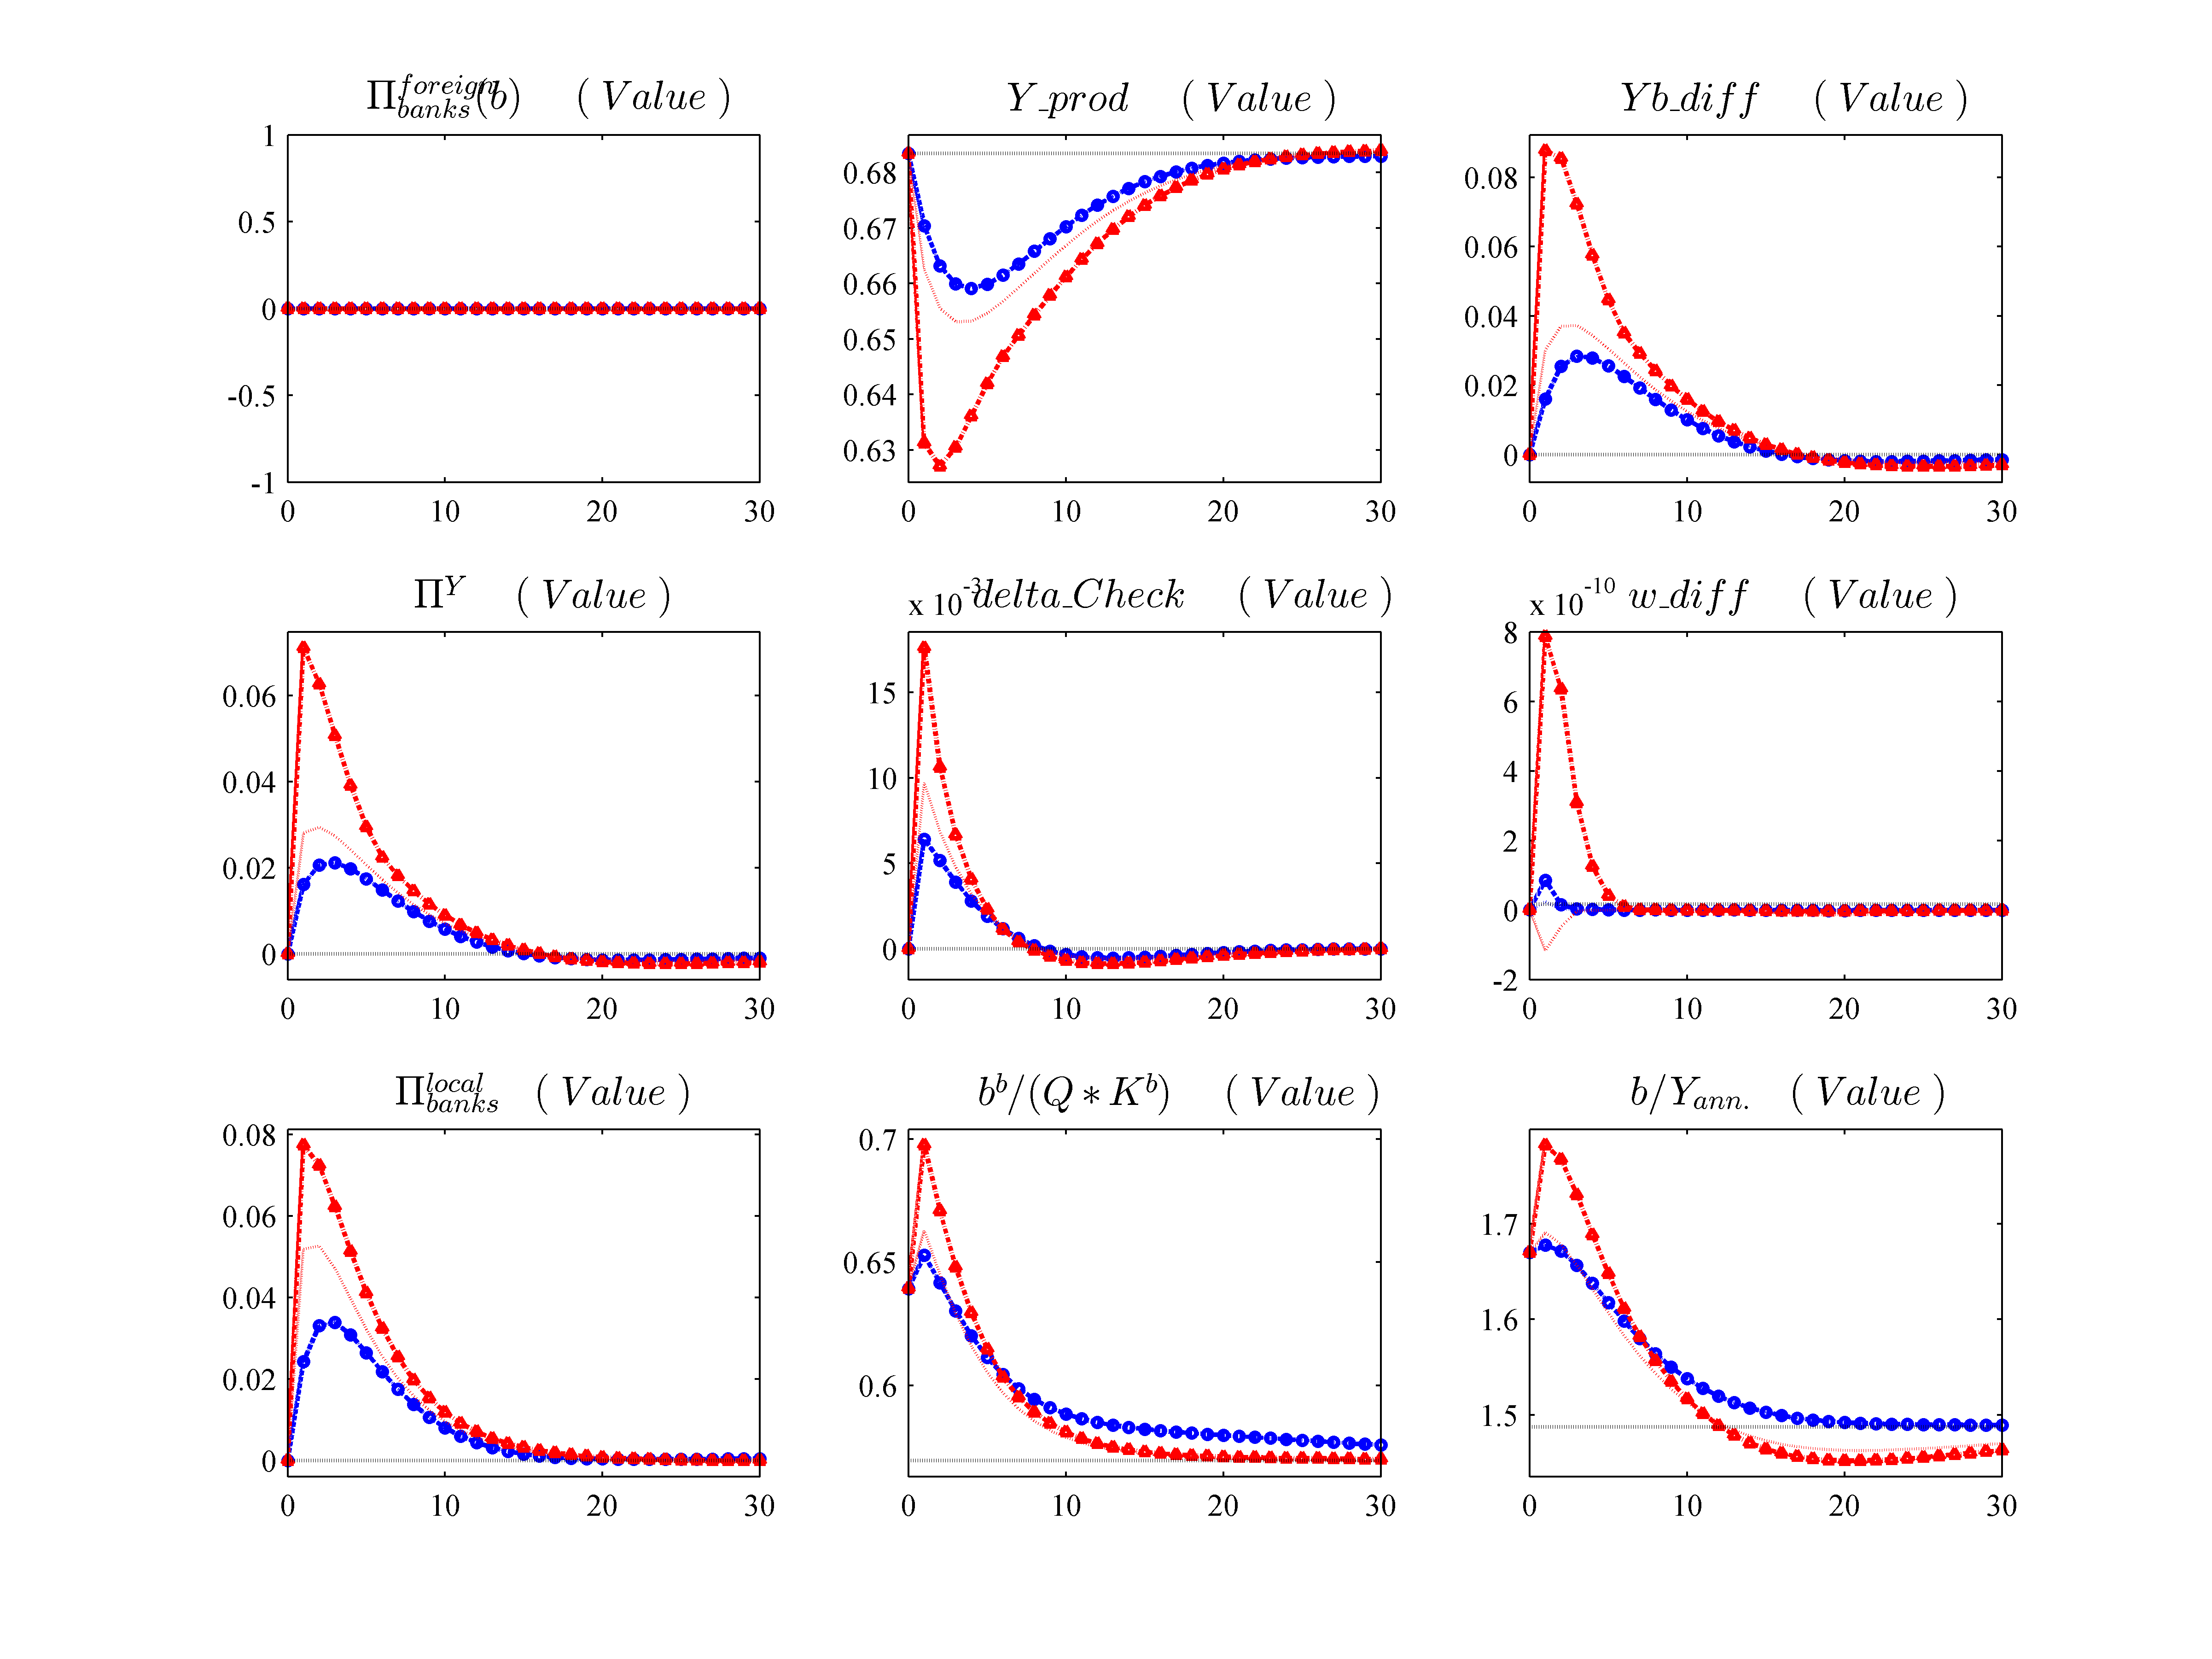 Π^{foreign}_{banks}(b) ( Value )
1
0.5
0
-0.5
-1
0 10 20 30
Y_prod ( Value )
0.68
0.67
0.66
0.65
0.64
0.63
0 10 20 30
Yb_diff ( Value )
0.08
0.06
0.04
0.02
0
0 10 20 30
Π^Y ( Value )
0.06
0.04
0.02
0
0 10 20 30
x 10^{-3} delta_Check ( Value )
15
10
5
0
0 10 20 30
x 10^{-10} w_diff ( Value )
8
6
4
2
0
-2
0 10 20 30
Π^{local}_{banks} ( Value )
0.08
0.06
0.04
0.02
0
0 10 20 30
b^b/(Q * K^b) ( Value )
0.7
0.65
0.6
0 10 20 30
b/Y_{ann.} ( Value )
1.7
1.6
1.5
0 10 20 30